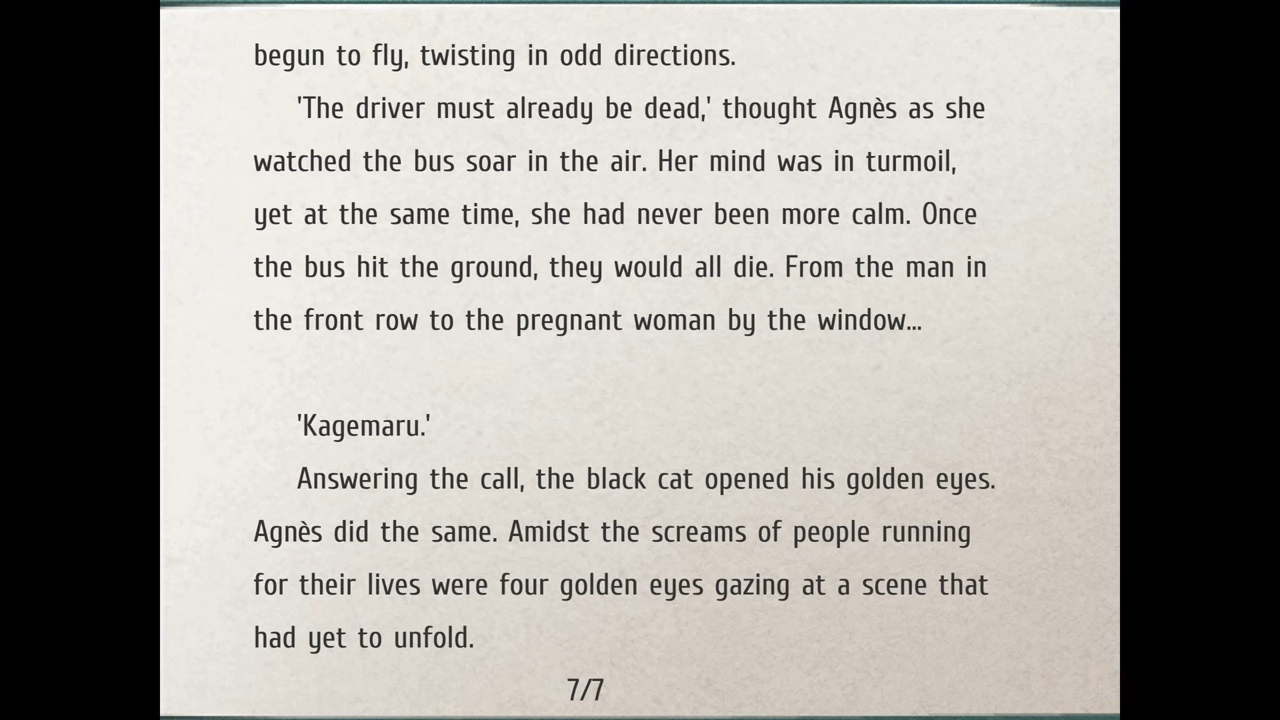 begun to fly, twisting in odd directions.
'The driver must already be dead,' thought Agnès as she
watched the bus soar in the air. Her mind was in turmoil,
yet at the same time, she had never been more calm. Once
the bus hit the ground, they would all die. From the man in
the front row to the pregnant woman by the window...
'Kagemaru.'
Answering the call, the black cat opened his golden eyes.
Agnès did the same. Amidst the screams of people running
for their lives were four golden eyes gazing at a scene that
had yet to unfold.
7/7